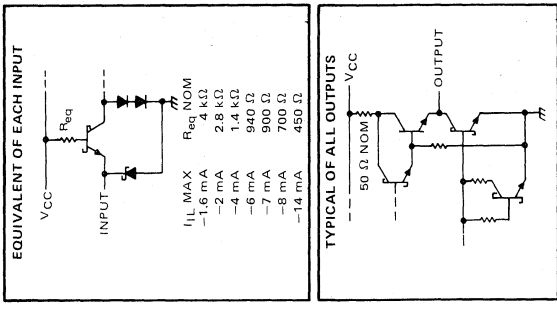 EQUIVALENT OF EACH INPUT
VCC
Req
INPUT
IIL MAX Req NOM
−1.6 mA 4 kΩ
−2 mA 2.8 kΩ
−4 mA 1.4 kΩ
−6 mA 940 Ω
−7 mA 900 Ω
−8 mA 700 Ω
−14 mA 450 Ω
TYPICAL OF ALL OUTPUTS
VCC
50 Ω NOM
OUTPUT